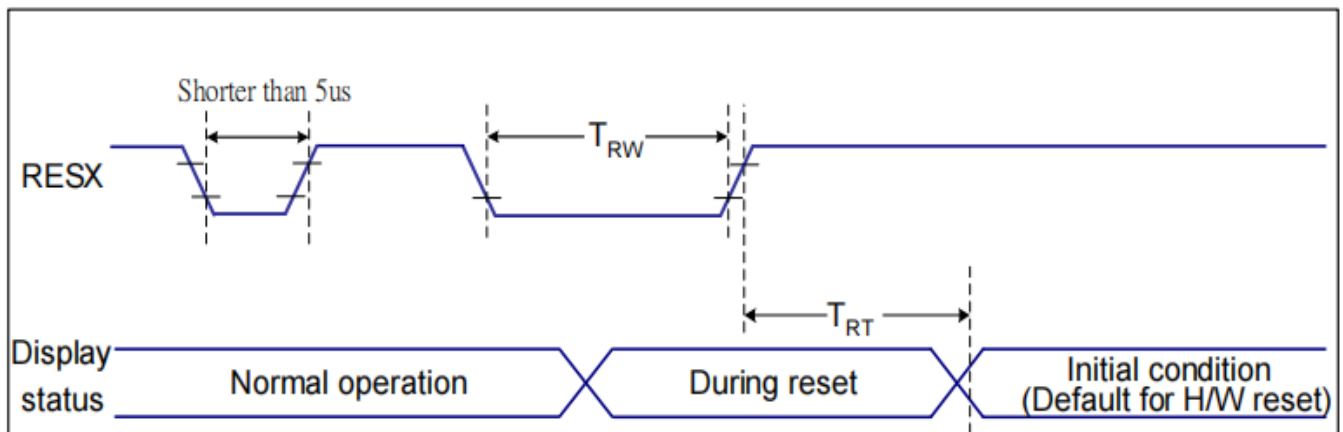 Shorter than 5us
RESX
TRW
TRT
Display
status
Normal operation
During reset
Initial condition
(Default for H/W reset)